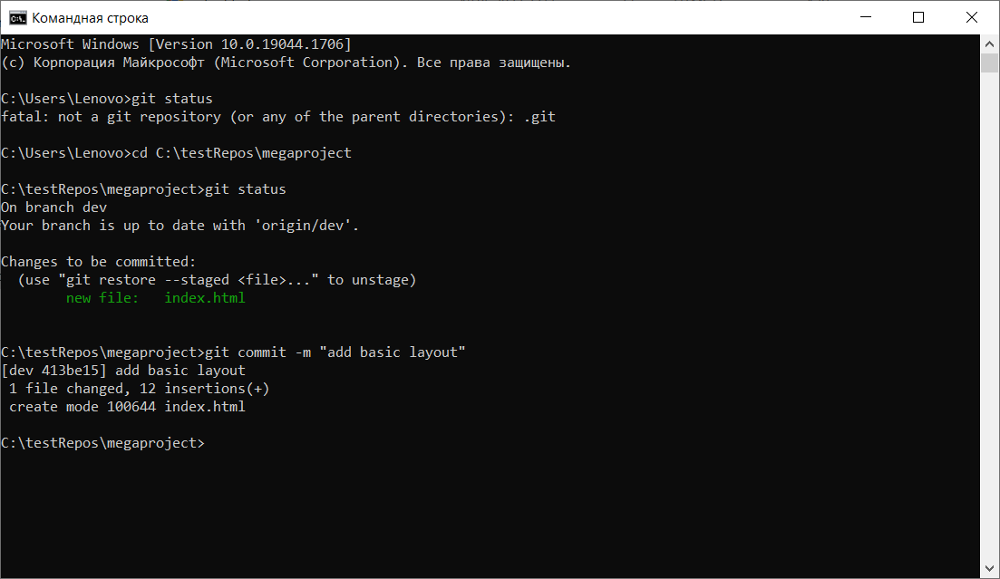 Командная строка
Microsoft Windows [Version 10.0.19044.1706]
(c) Корпорация Майкрософт (Microsoft Corporation). Все права защищены.
C:\Users\Lenovo>git status
fatal: not a git repository (or any of the parent directories): .git
C:\Users\Lenovo>cd C:\testRepos\megaproject
C:\testRepos\megaproject>git status
On branch dev
Your branch is up to date with 'origin/dev'.
Changes to be committed:
  (use "git restore --staged <file>..." to unstage)
        new file:   index.html
C:\testRepos\megaproject>git commit -m "add basic layout"
[dev 413be15] add basic layout
 1 file changed, 12 insertions(+)
 create mode 100644 index.html
C:\testRepos\megaproject>